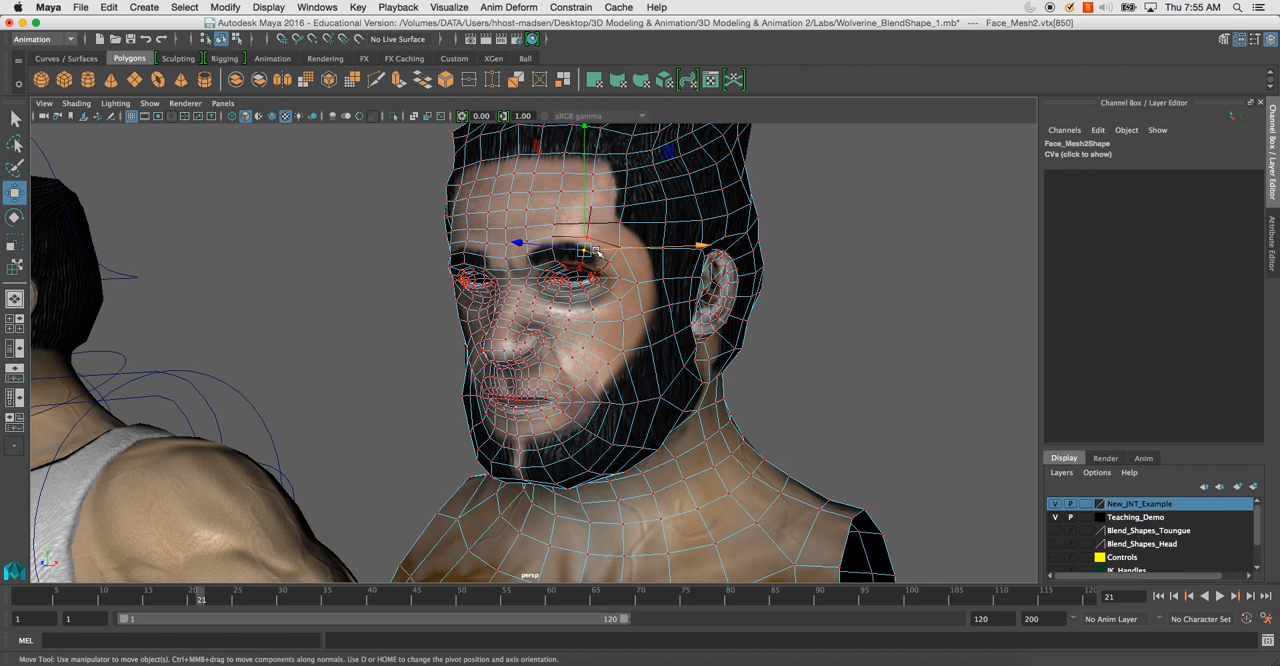 Maya File Edit Create Select Modify Display Windows Key Playback Visualize Anim Deform Constrain Cache Help Thu 7:55 AM
Autodesk Maya 2016 - Educational Version: /Volumes/DATA/Users/hhost-madsen/Desktop/3D Modeling & Animation/3D Modeling & Animation 2/Labs/Wolverine_BlendShape_1.mb* --- Face_Mesh2.vtx[850]
Animation No Live Surface
Curves / Surfaces Polygons Sculpting Rigging Animation Rendering FX FX Caching Custom XGen Ball
View Shading Lighting Show Renderer Panels
0.00 1.00 sRGB gamma
persp
Channel Box / Layer Editor
Channels Edit Object Show
Face_Mesh2Shape
CVs (click to show)
Channel Box / Layer Editor
Attribute Editor
Display Render Anim
Layers Options Help
V P New_JNT_Example
V P Teaching_Demo
Blend_Shapes_Toungue
Blend_Shapes_Head
Controls
IK_Handles
5 10 15 20 25 30 35 40 45 50 55 60 65 70 75 80 85 90 95 100 105 110 115 120
21 21
1 1 1 120 120 200 No Anim Layer No Character Set
MEL
Move Tool: Use manipulator to move object(s). Ctrl+MMB+drag to move components along normals. Use D or HOME to change the pivot position and axis orientation.